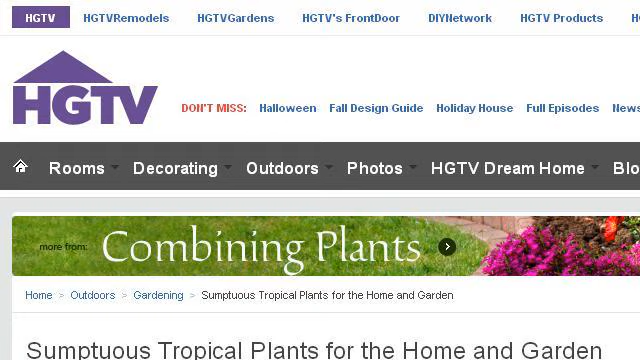 HGTV HGTVRemodels HGTVGardens HGTV's FrontDoor DIYNetwork HGTV Products
HGTV
DON'T MISS: Halloween Fall Design Guide Holiday House Full Episodes News
Rooms Decorating Outdoors Photos HGTV Dream Home Blo
more from: Combining Plants
Home > Outdoors > Gardening > Sumptuous Tropical Plants for the Home and Garden
Sumptuous Tropical Plants for the Home and Garden